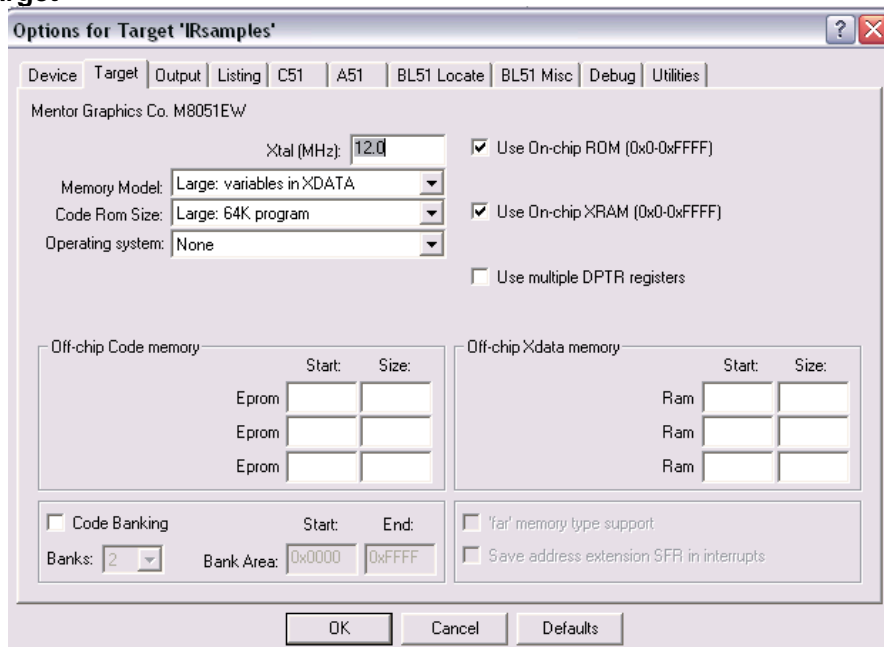 Options for Target 'IRsamples'
Device Target Output Listing C51 A51 BL51 Locate BL51 Misc Debug Utilities
Mentor Graphics Co. M8051EW
Xtal (MHz): 12.0
Use On-chip ROM (0x0-0xFFFF)
Memory Model: Large: variables in XDATA
Code Rom Size: Large: 64K program
Use On-chip XRAM (0x0-0xFFFF)
Operating system: None
Use multiple DPTR registers
Off-chip Code memory
Start: Size:
Eprom
Eprom
Eprom
Off-chip Xdata memory
Start: Size:
Ram
Ram
Ram
Code Banking Start: End:
Banks: 2 Bank Area: 0x0000 0xFFFF
'far' memory type support
Save address extension SFR in interrupts
OK Cancel Defaults